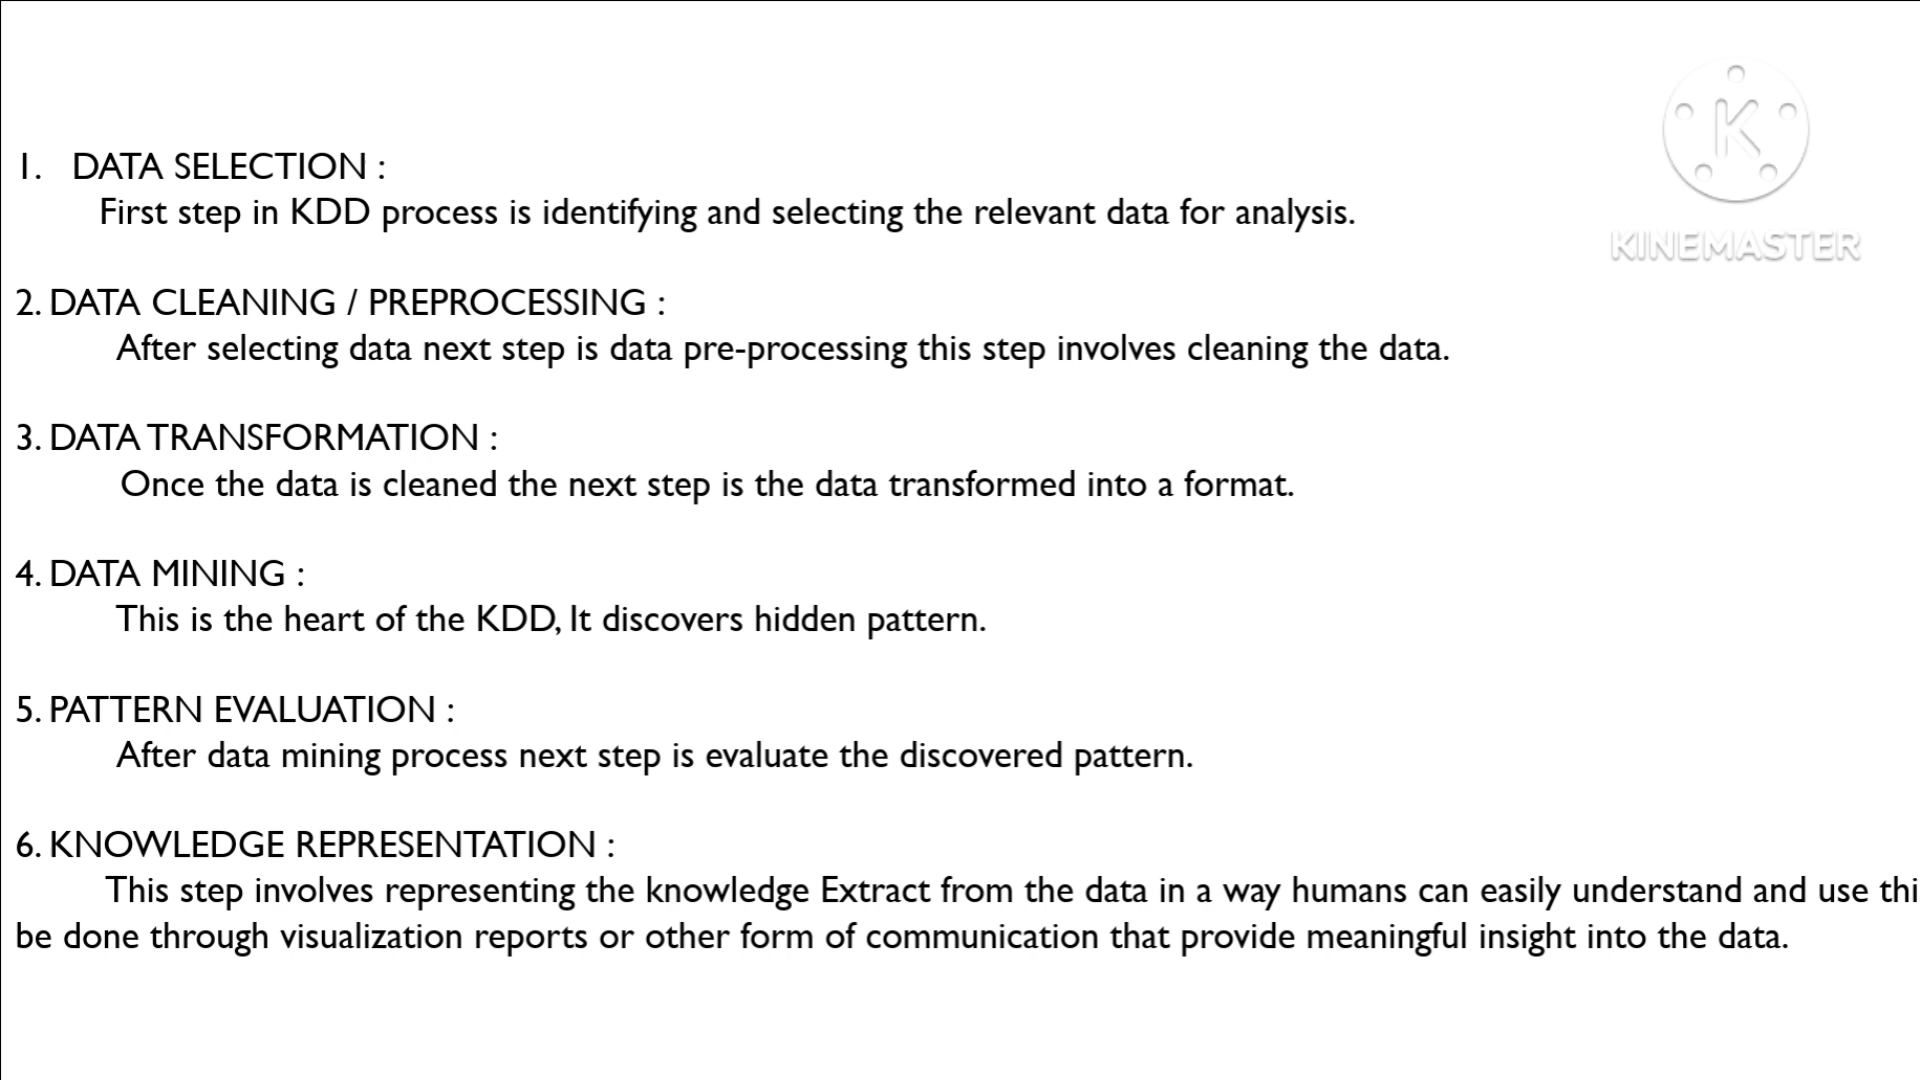 1. DATA SELECTION :
First step in KDD process is identifying and selecting the relevant data for analysis.
2. DATA CLEANING / PREPROCESSING :
After selecting data next step is data pre-processing this step involves cleaning the data.
3. DATA TRANSFORMATION :
Once the data is cleaned the next step is the data transformed into a format.
4. DATA MINING :
This is the heart of the KDD, It discovers hidden pattern.
5. PATTERN EVALUATION :
After data mining process next step is evaluate the discovered pattern.
6. KNOWLEDGE REPRESENTATION :
This step involves representing the knowledge Extract from the data in a way humans can easily understand and use
be done through visualization reports or other form of communication that provide meaningful insight into the data.
K
KINEMASTER